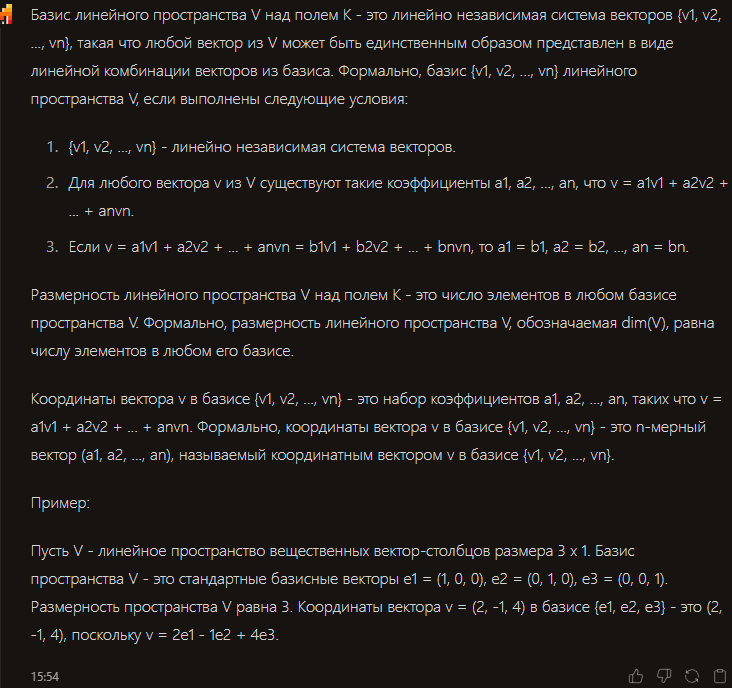 Базис линейного пространства V над полем K - это линейно независимая система векторов {v1, v2,
..., vn}, такая что любой вектор из V может быть единственным образом представлен в виде
линейной комбинации векторов из базиса. Формально, базис {v1, v2, ..., vn} линейного
пространства V, если выполнены следующие условия:
1. {v1, v2, ..., vn} - линейно независимая система векторов.
2. Для любого вектора v из V существуют такие коэффициенты a1, a2, ..., an, что v = a1v1 + a2v2 +
... + anvn.
3. Если v = a1v1 + a2v2 + ... + anvn = b1v1 + b2v2 + ... + bnvn, то a1 = b1, a2 = b2, ..., an = bn.
Размерность линейного пространства V над полем K - это число элементов в любом базисе
пространства V. Формально, размерность линейного пространства V, обозначаемая dim(V), равна
числу элементов в любом его базисе.
Координаты вектора v в базисе {v1, v2, ..., vn} - это набор коэффициентов a1, a2, ..., an, таких что v =
a1v1 + a2v2 + ... + anvn. Формально, координаты вектора v в базисе {v1, v2, ..., vn} - это n-мерный
вектор (a1, a2, ..., an), называемый координатным вектором v в базисе {v1, v2, ..., vn}.
Пример:
Пусть V - линейное пространство вещественных вектор-столбцов размера 3 x 1. Базис
пространства V - это стандартные базисные векторы e1 = (1, 0, 0), e2 = (0, 1, 0), e3 = (0, 0, 1).
Размерность пространства V равна 3. Координаты вектора v = (2, -1, 4) в базисе {e1, e2, e3} - это (2,
-1, 4), поскольку v = 2e1 - 1e2 + 4e3.
15:54